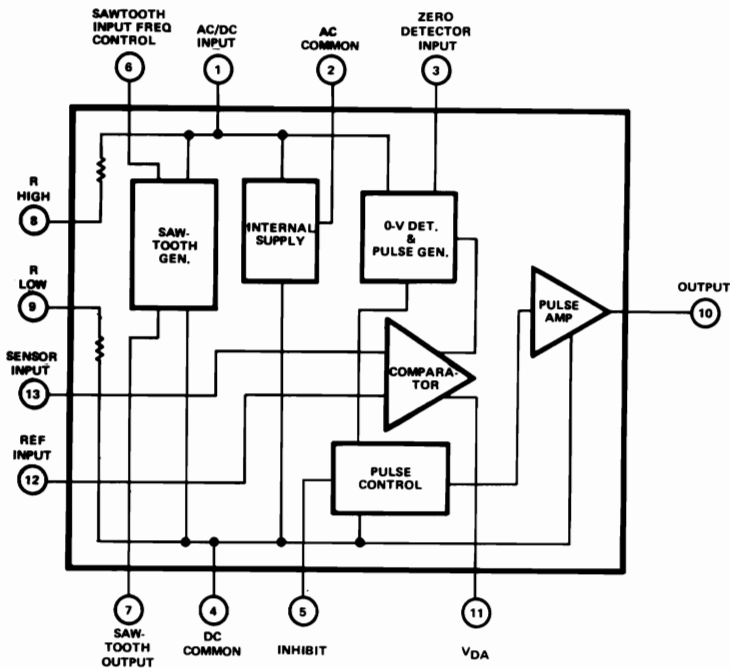 SAWTOOTH
INPUT FREQ
CONTROL
6
AC/DC
INPUT
1
AC
COMMON
2
ZERO
DETECTOR
INPUT
3
R
HIGH
8
SAW-
TOOTH
GEN.
INTERNAL
SUPPLY
0-V DET.
&
PULSE GEN.
R
LOW
9
PULSE
AMP
OUTPUT
10
SENSOR
INPUT
13
COMPARA-
TOR
REF
INPUT
12
PULSE
CONTROL
7
SAW-
TOOTH
OUTPUT
4
DC
COMMON
5
INHIBIT
11
VDA